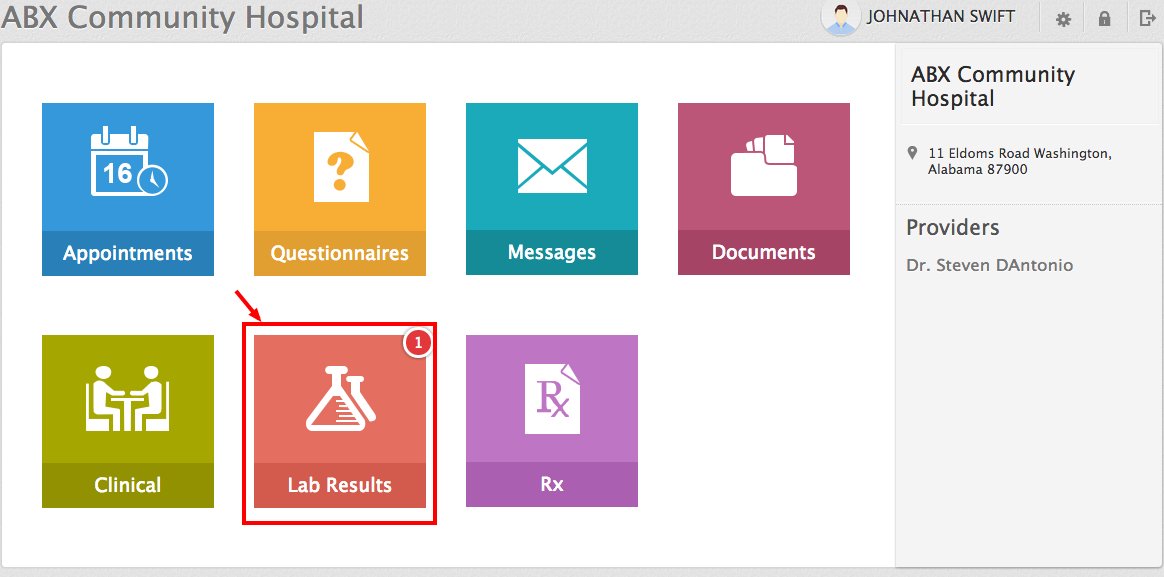 ABX Community Hospital
JOHNATHAN SWIFT
16
?
Appointments
Questionnaires
Messages
Documents
1
Rx
Clinical
Lab Results
Rx
ABX Community
Hospital
11 Eldoms Road Washington,
Alabama 87900
Providers
Dr. Steven DAntonio